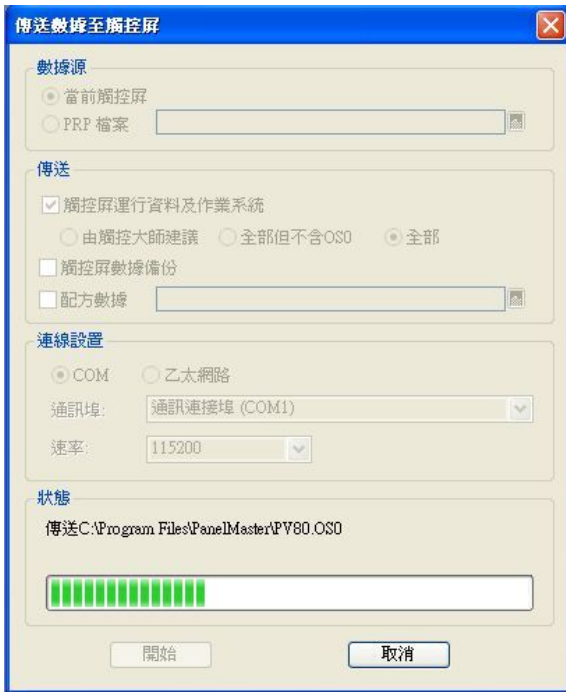 傳送數據至觸控屏
數據源
當前觸控屏
PRP 檔案
傳送
觸控屏運行資料及作業系統
由觸控大師建議 全部但不含OS0 全部
觸控屏數據備份
配方數據
連線設置
COM 乙太網路
通訊埠: 通訊連接埠 (COM1)
速率: 115200
狀態
傳送C:\Program Files\PanelMaster\PV80.OS0
開始 取消